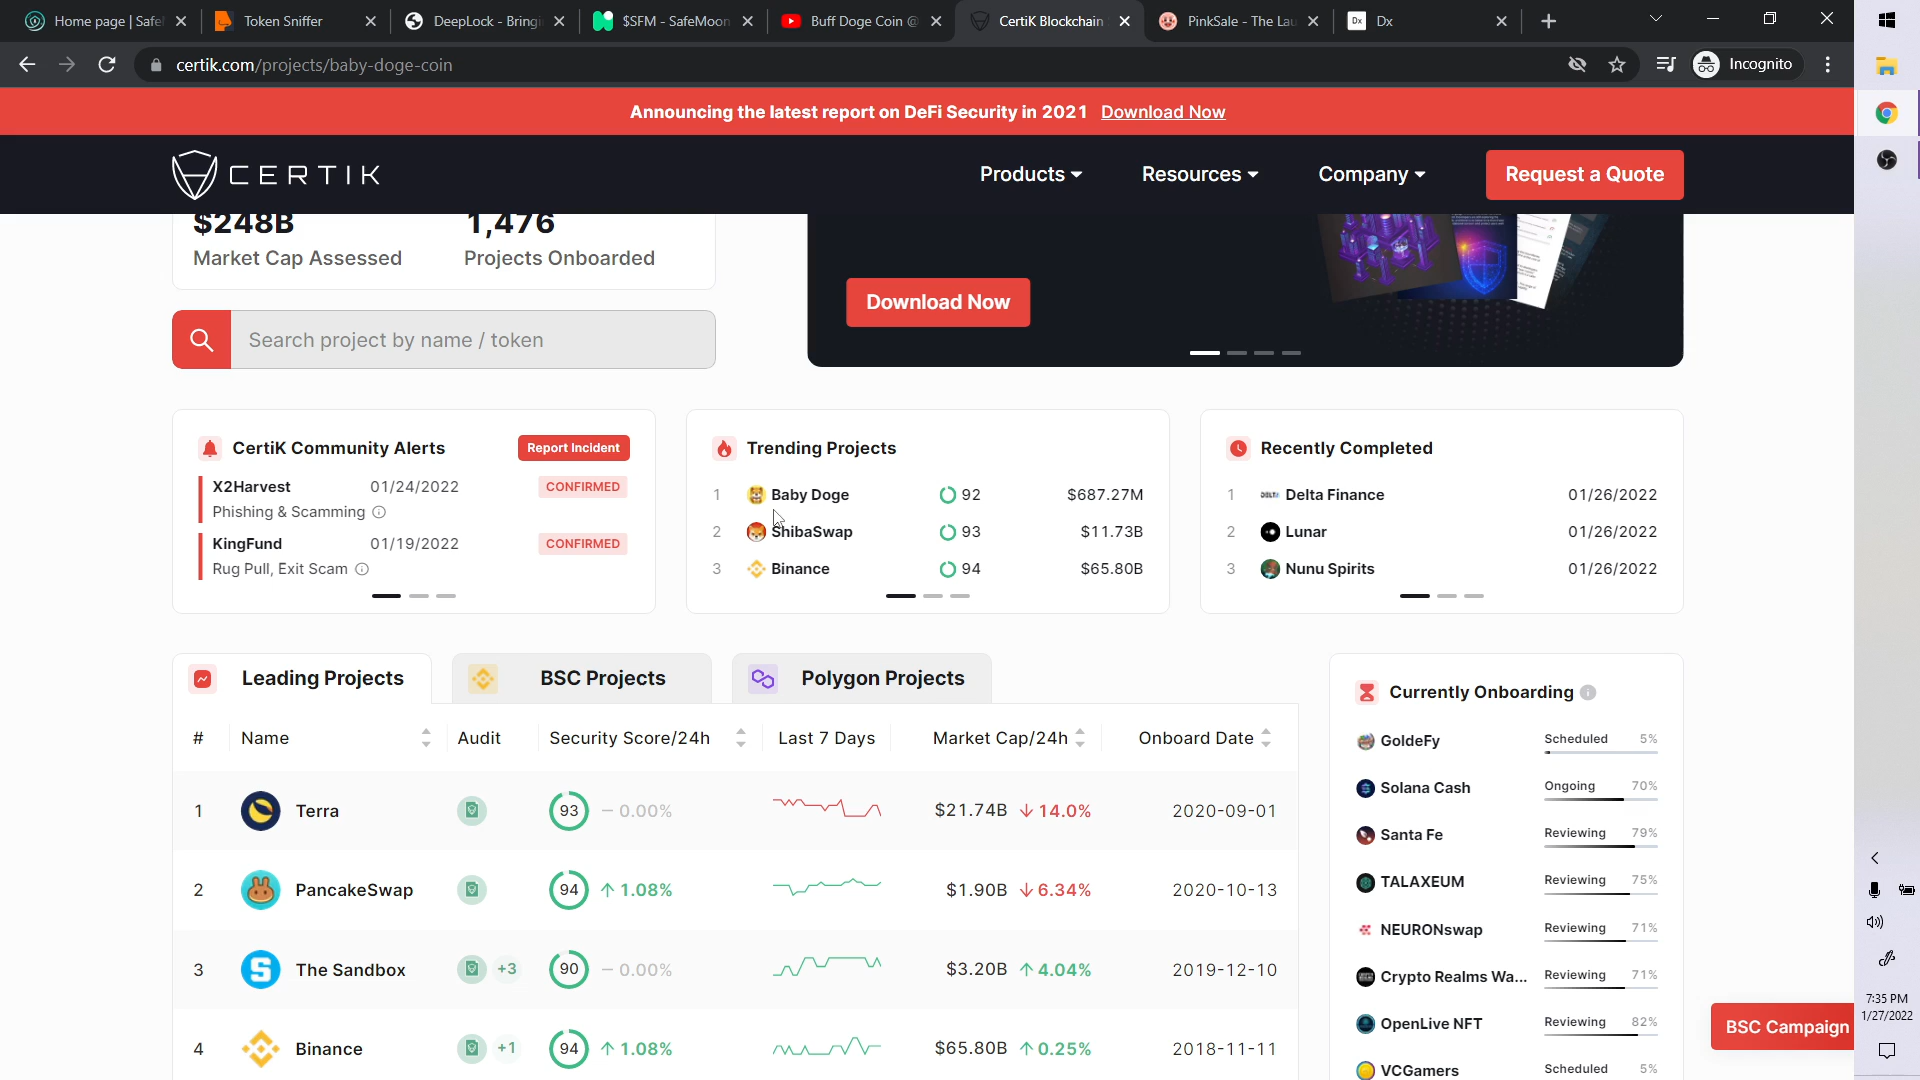 Home page | Safel
Token Sniffer
DeepLock - Bringi
$SFM - SafeMoon
Buff Doge Coin @
CertiK Blockchain
PinkSale - The Lau
Dx
Dx
certik.com/projects/baby-doge-coin
Incognito
Announcing the latest report on DeFi Security in 2021 Download Now
CERTIK
Products
Resources
Company
Request a Quote
$248B
1,476
Market Cap Assessed
Projects Onboarded
Download Now
Search project by name / token
CertiK Community Alerts
Report Incident
X2Harvest 01/24/2022 CONFIRMED
Phishing & Scamming
KingFund 01/19/2022 CONFIRMED
Rug Pull, Exit Scam
Trending Projects
1 Baby Doge 92 $687.27M
2 ShibaSwap 93 $11.73B
3 Binance 94 $65.80B
Recently Completed
1 Delta Finance 01/26/2022
2 Lunar 01/26/2022
3 Nunu Spirits 01/26/2022
Leading Projects
BSC Projects
Polygon Projects
# Name Audit Security Score/24h Last 7 Days Market Cap/24h Onboard Date
1 Terra 93 – 0.00% $21.74B ↓ 14.0% 2020-09-01
2 PancakeSwap 94 ↑ 1.08% $1.90B ↓ 6.34% 2020-10-13
3 The Sandbox +3 90 – 0.00% $3.20B ↑ 4.04% 2019-12-10
4 Binance +1 94 ↑ 1.08% $65.80B ↑ 0.25% 2018-11-11
Currently Onboarding
GoldeFy Scheduled 5%
Solana Cash Ongoing 70%
Santa Fe Reviewing 79%
TALAXEUM Reviewing 75%
NEURONswap Reviewing 71%
Crypto Realms Wa... Reviewing 71%
OpenLive NFT Reviewing 82%
VCGamers Scheduled 5%
BSC Campaign
7:35 PM
1/27/2022